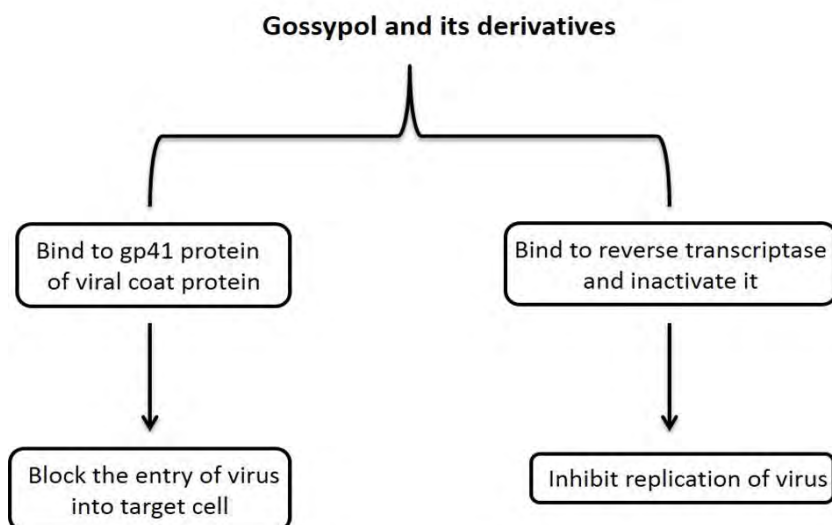 Gossypol and its derivatives
Bind to gp41 protein
of viral coat protein
Bind to reverse transcriptase
and inactivate it
Block the entry of virus
into target cell
Inhibit replication of virus